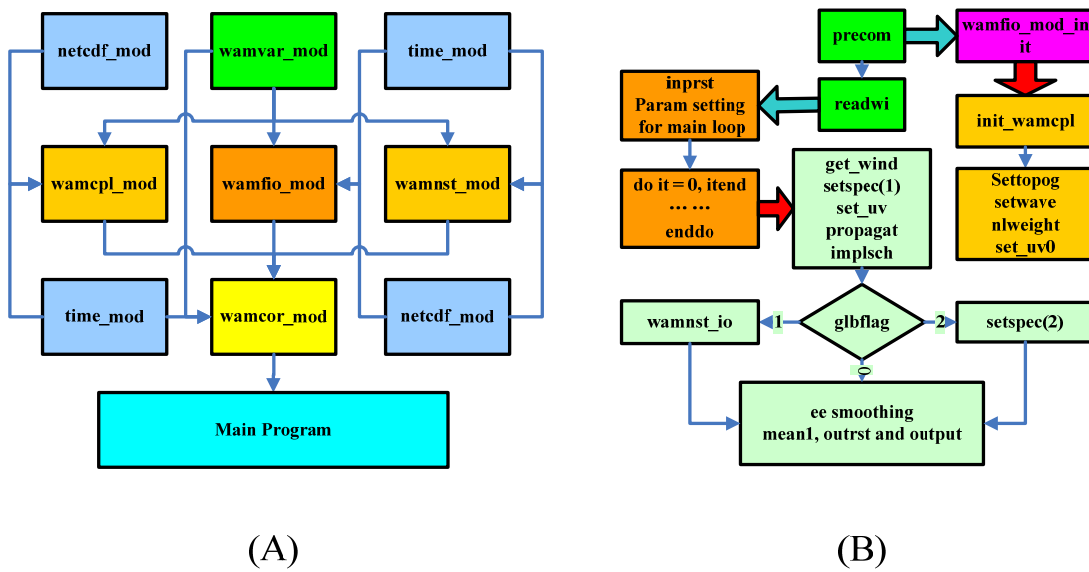 netcdf_mod
wamvar_mod
time_mod
wamcpl_mod
wamfio_mod
wamnst_mod
time_mod
wamcor_mod
netcdf_mod
Main Program
(A)
precom
wamfio_mod_in
it
inprst
Param setting
for main loop
readwi
init_wamcpl
do it = 0, itend
… …
enddo
get_wind
setspec(1)
set_uv
propagat
implsch
Settopog
setwave
nlweight
set_uv0
wamnst_io
1
glbflag
2
setspec(2)
0
ee smoothing
mean1, outrst and output
(B)